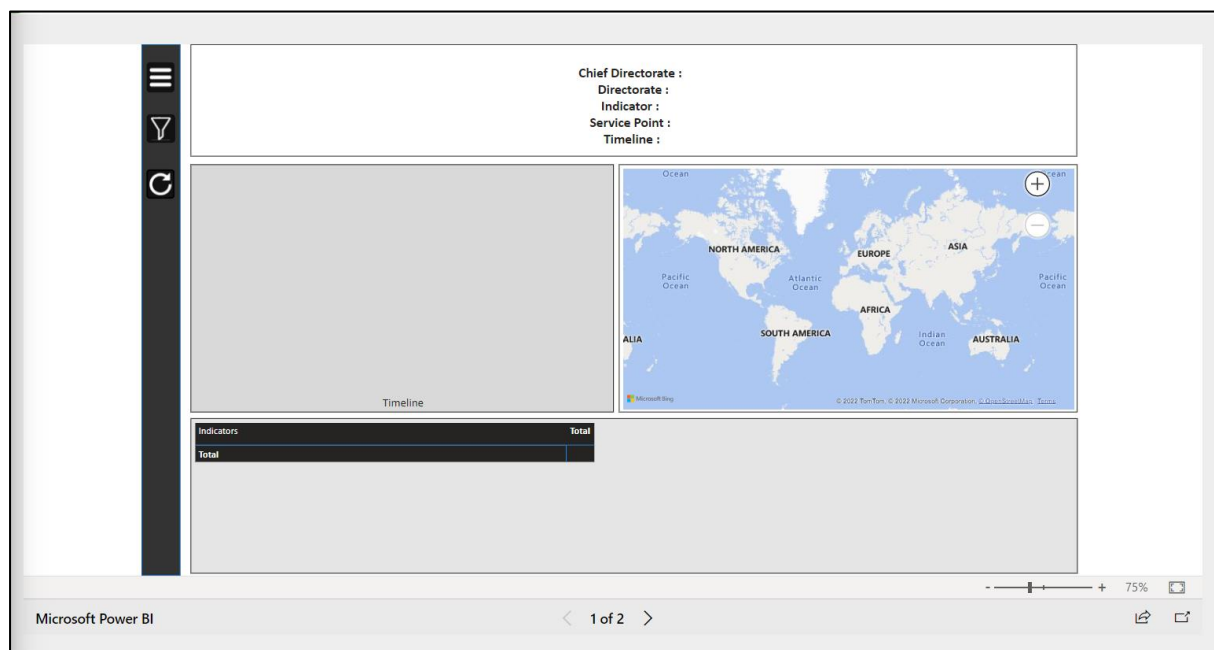 Chief Directorate :
Directorate :
Indicator :
Service Point :
Timeline :
Timeline
Ocean
cean
NORTH AMERICA
EUROPE
ASIA
Pacific
Ocean
Atlantic
Ocean
Pacific
Ocean
AFRICA
SOUTH AMERICA
Indian
Ocean
ALIA
AUSTRALIA
Microsoft Bing
© 2022 TomTom, © 2022 Microsoft Corporation, © OpenStreetMap Terms
Indicators Total
Total
- + 75%
Microsoft Power BI
1 of 2